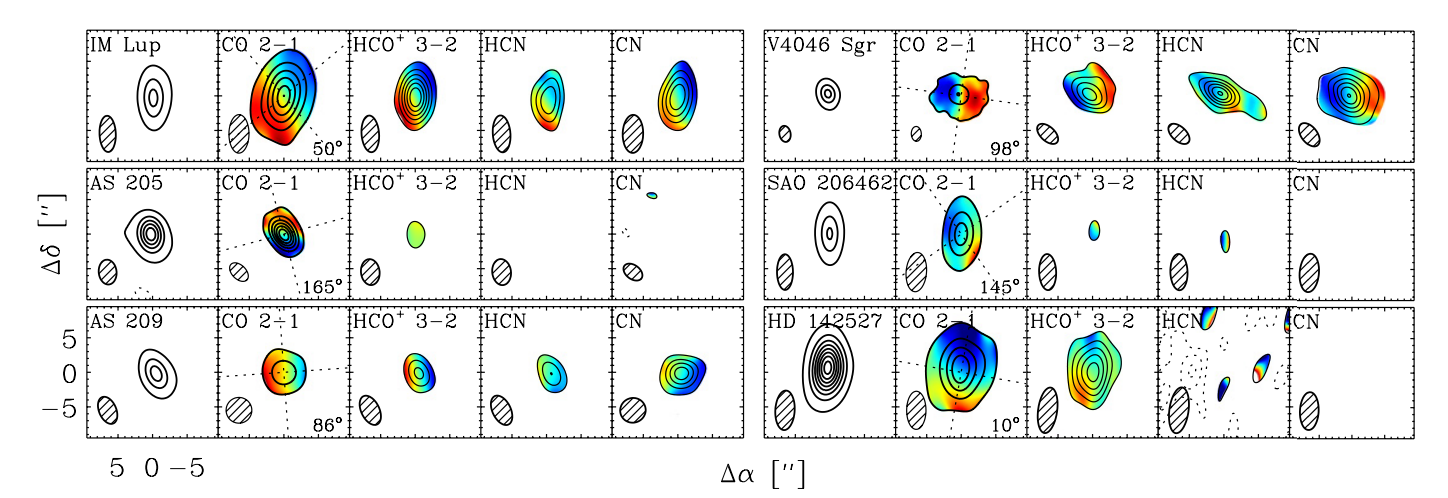 IM Lup CO 2-1 HCO⁺ 3-2 HCN CN V4046 Sgr CO 2-1 HCO⁺ 3-2 HCN CN
50° 98°
AS 205 CO 2-1 HCO⁺ 3-2 HCN CN SAO 206462 CO 2-1 HCO⁺ 3-2 HCN CN
165° 145°
AS 209 CO 2-1 HCO⁺ 3-2 HCN CN HD 142527 CO 2-1 HCO⁺ 3-2 HCN CN
86° 10°
Δδ ["]
5
0
−5
5 0 −5
Δα ["]